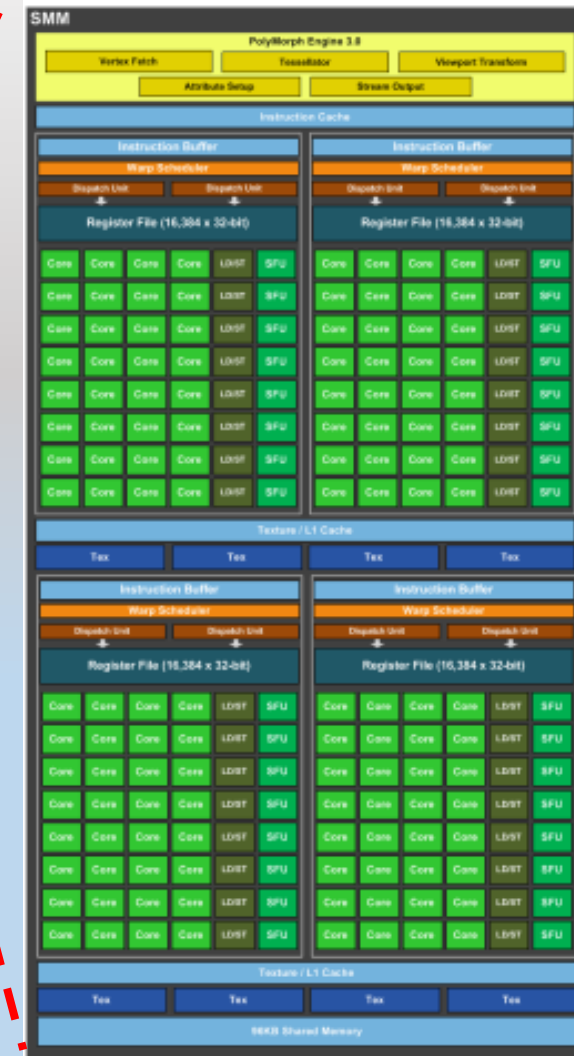 SMM
PolyMorph Engine 3.0
Vertex Fetch Tessellator Viewport Transform
Attribute Setup Stream Output
Instruction Cache
Instruction Buffer Instruction Buffer
Warp Scheduler Warp Scheduler
Dispatch Unit Dispatch Unit Dispatch Unit Dispatch Unit
Register File (16,384 x 32-bit) Register File (16,384 x 32-bit)
Core Core Core Core LD/ST SFU Core Core Core Core LD/ST SFU
Core Core Core Core LD/ST SFU Core Core Core Core LD/ST SFU
Core Core Core Core LD/ST SFU Core Core Core Core LD/ST SFU
Core Core Core Core LD/ST SFU Core Core Core Core LD/ST SFU
Core Core Core Core LD/ST SFU Core Core Core Core LD/ST SFU
Core Core Core Core LD/ST SFU Core Core Core Core LD/ST SFU
Core Core Core Core LD/ST SFU Core Core Core Core LD/ST SFU
Core Core Core Core LD/ST SFU Core Core Core Core LD/ST SFU
Texture / L1 Cache
Tex Tex Tex Tex
Instruction Buffer Instruction Buffer
Warp Scheduler Warp Scheduler
Dispatch Unit Dispatch Unit Dispatch Unit Dispatch Unit
Register File (16,384 x 32-bit) Register File (16,384 x 32-bit)
Core Core Core Core LD/ST SFU Core Core Core Core LD/ST SFU
Core Core Core Core LD/ST SFU Core Core Core Core LD/ST SFU
Core Core Core Core LD/ST SFU Core Core Core Core LD/ST SFU
Core Core Core Core LD/ST SFU Core Core Core Core LD/ST SFU
Core Core Core Core LD/ST SFU Core Core Core Core LD/ST SFU
Core Core Core Core LD/ST SFU Core Core Core Core LD/ST SFU
Core Core Core Core LD/ST SFU Core Core Core Core LD/ST SFU
Core Core Core Core LD/ST SFU Core Core Core Core LD/ST SFU
Texture / L1 Cache
Tex Tex Tex Tex
96KB Shared Memory